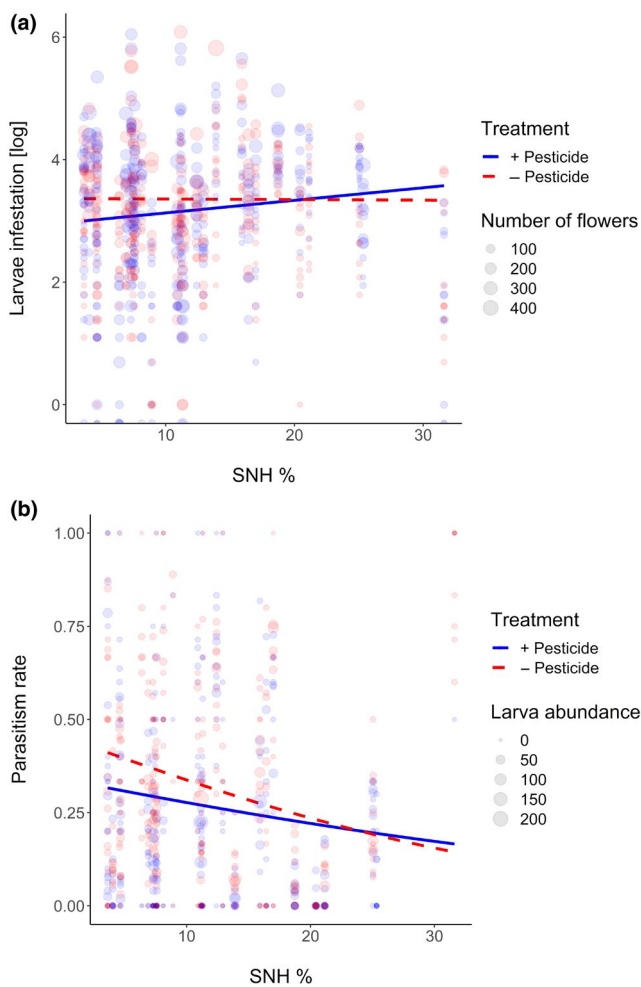 (a)
6
4
2
0
Larvae infestation [log]
10
20
30
SNH %
Treatment
+ Pesticide
– Pesticide
Number of flowers
100
200
300
400
(b)
1.00
0.75
0.50
0.25
0.00
Parasitism rate
10
20
30
SNH %
Treatment
+ Pesticide
– Pesticide
Larva abundance
0
50
100
150
200